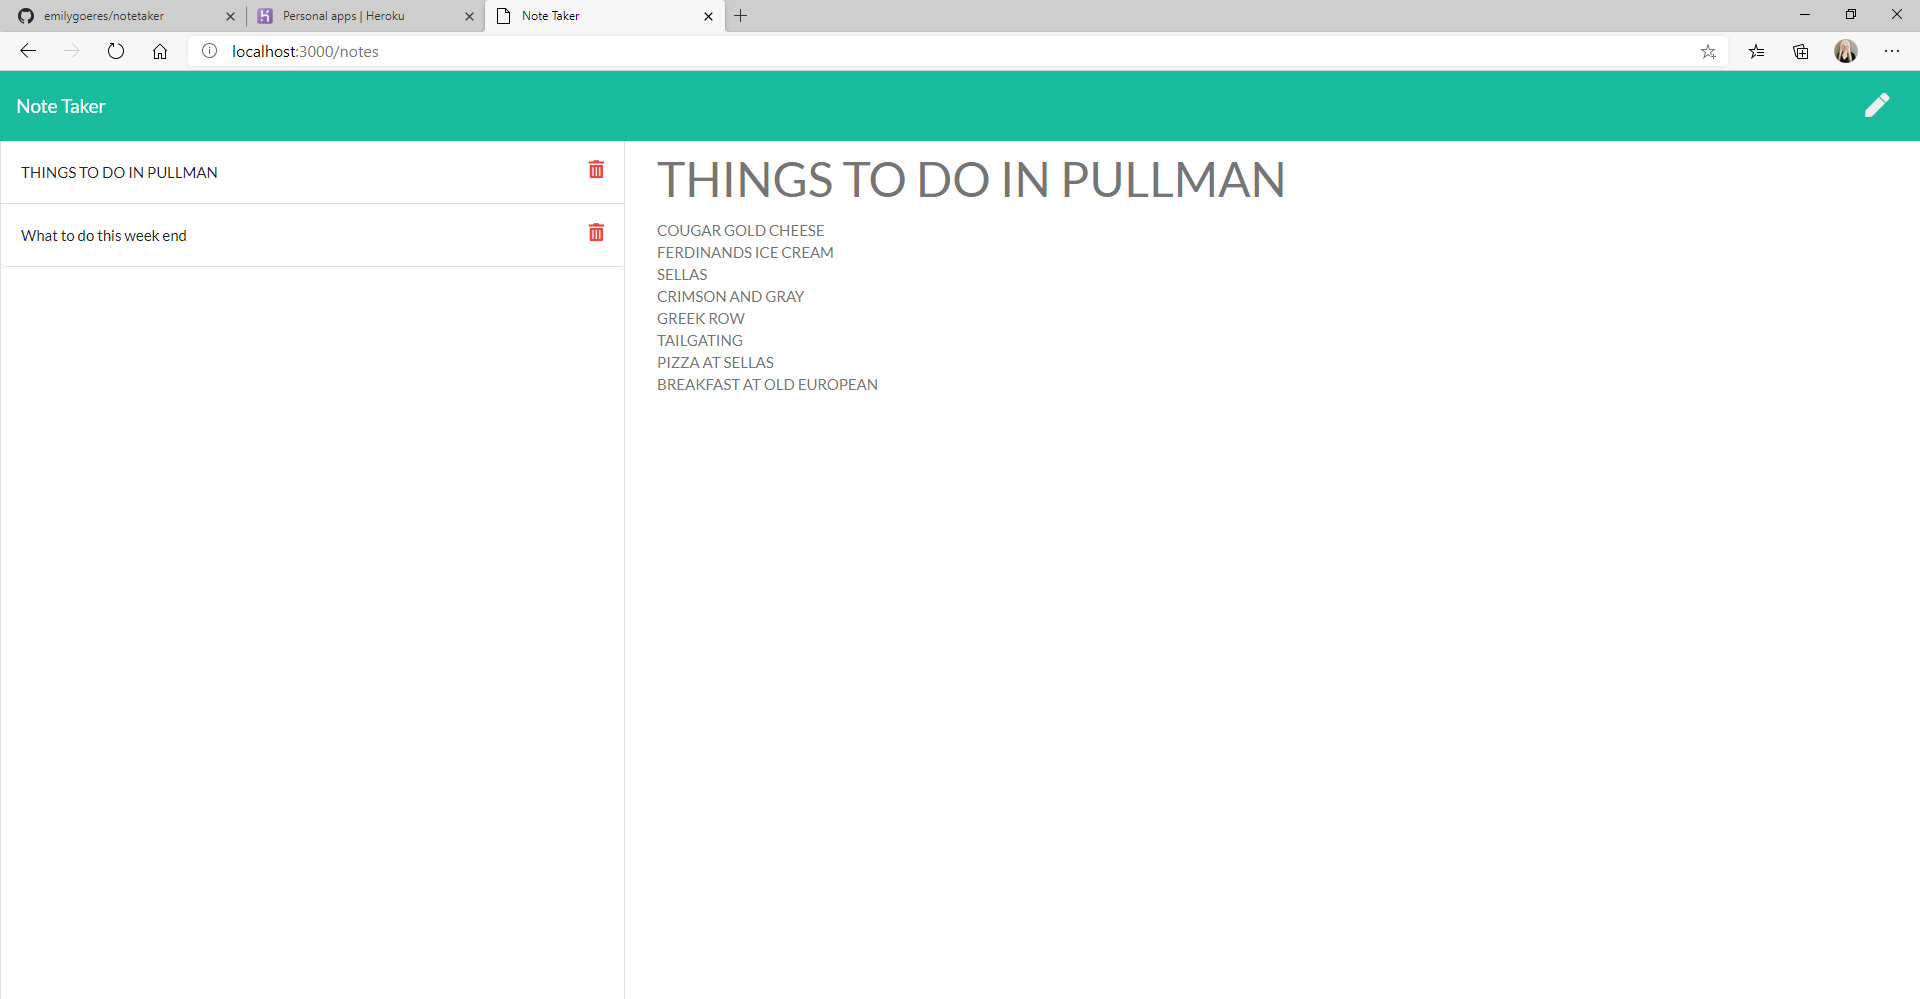 emilygoeres/notetaker
Personal apps | Heroku
Note Taker
localhost:3000/notes
Note Taker
THINGS TO DO IN PULLMAN
What to do this week end
THINGS TO DO IN PULLMAN
COUGAR GOLD CHEESE
FERDINANDS ICE CREAM
SELLAS
CRIMSON AND GRAY
GREEK ROW
TAILGATING
PIZZA AT SELLAS
BREAKFAST AT OLD EUROPEAN